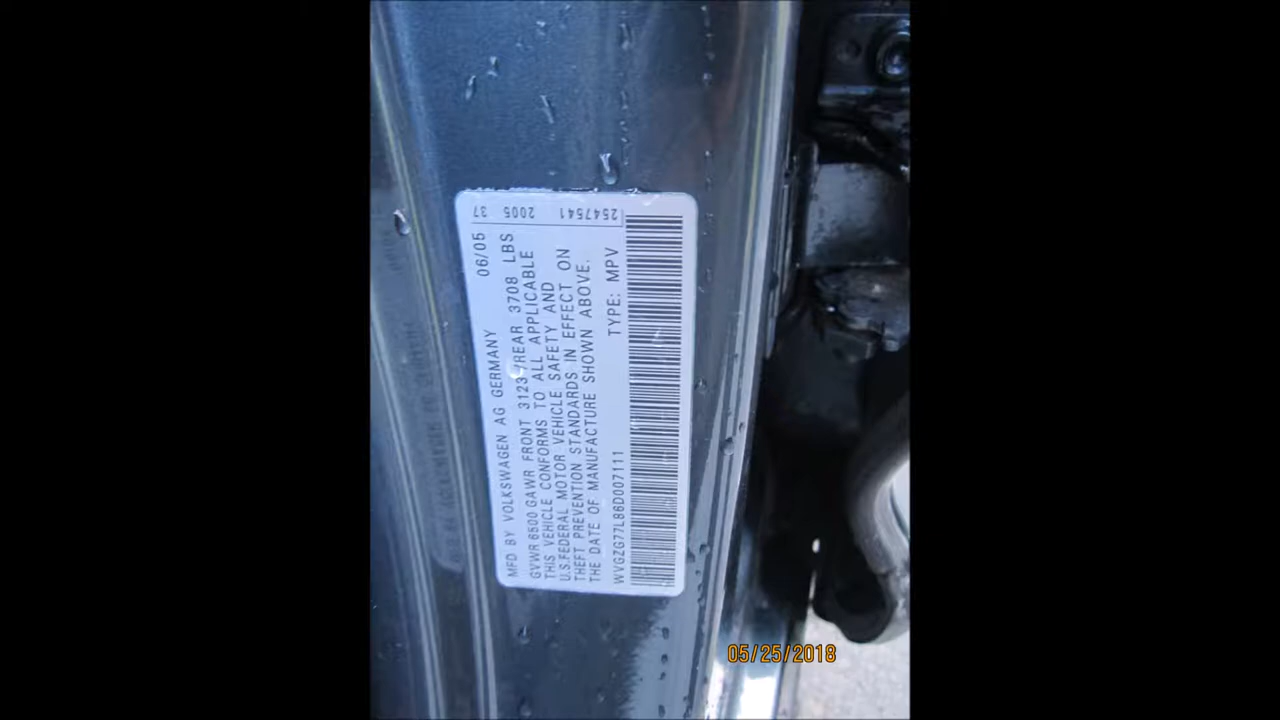 MFD BY VOLKSWAGEN AG GERMANY 06/05
GVWR 6500 GAWR FRONT 3123 /REAR 3708 LBS
THIS VEHICLE CONFORMS TO ALL APPLICABLE
U.S. FEDERAL MOTOR VEHICLE SAFETY AND
THEFT PREVENTION STANDARDS IN EFFECT ON
THE DATE OF MANUFACTURE SHOWN ABOVE.
WVGZG77L86D007111 TYPE: MPV
37 2005 2547541
05/25/2018